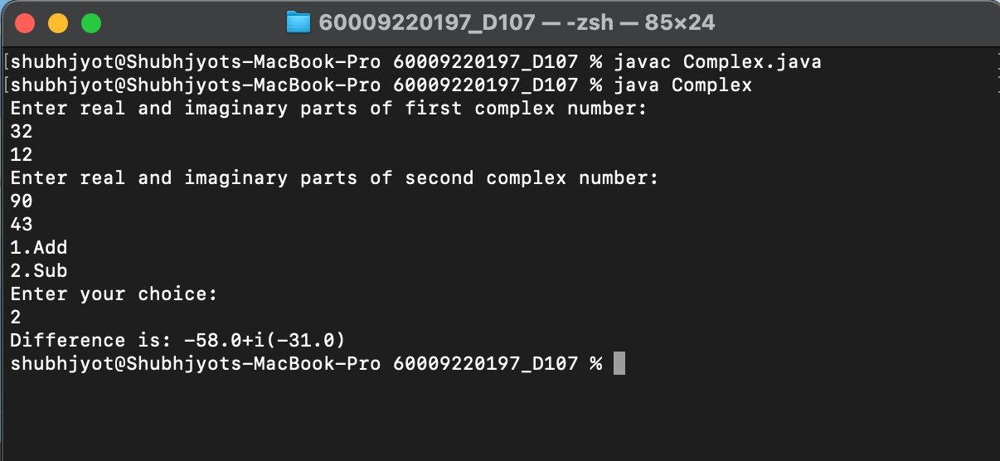 60009220197_D107 — -zsh — 85×24
[shubhjyot@Shubhjyots-MacBook-Pro 60009220197_D107 % javac Complex.java ]
[shubhjyot@Shubhjyots-MacBook-Pro 60009220197_D107 % java Complex ]
Enter real and imaginary parts of first complex number:
32
12
Enter real and imaginary parts of second complex number:
90
43
1.Add
2.Sub
Enter your choice:
2
Difference is: -58.0+i(-31.0)
shubhjyot@Shubhjyots-MacBook-Pro 60009220197_D107 %